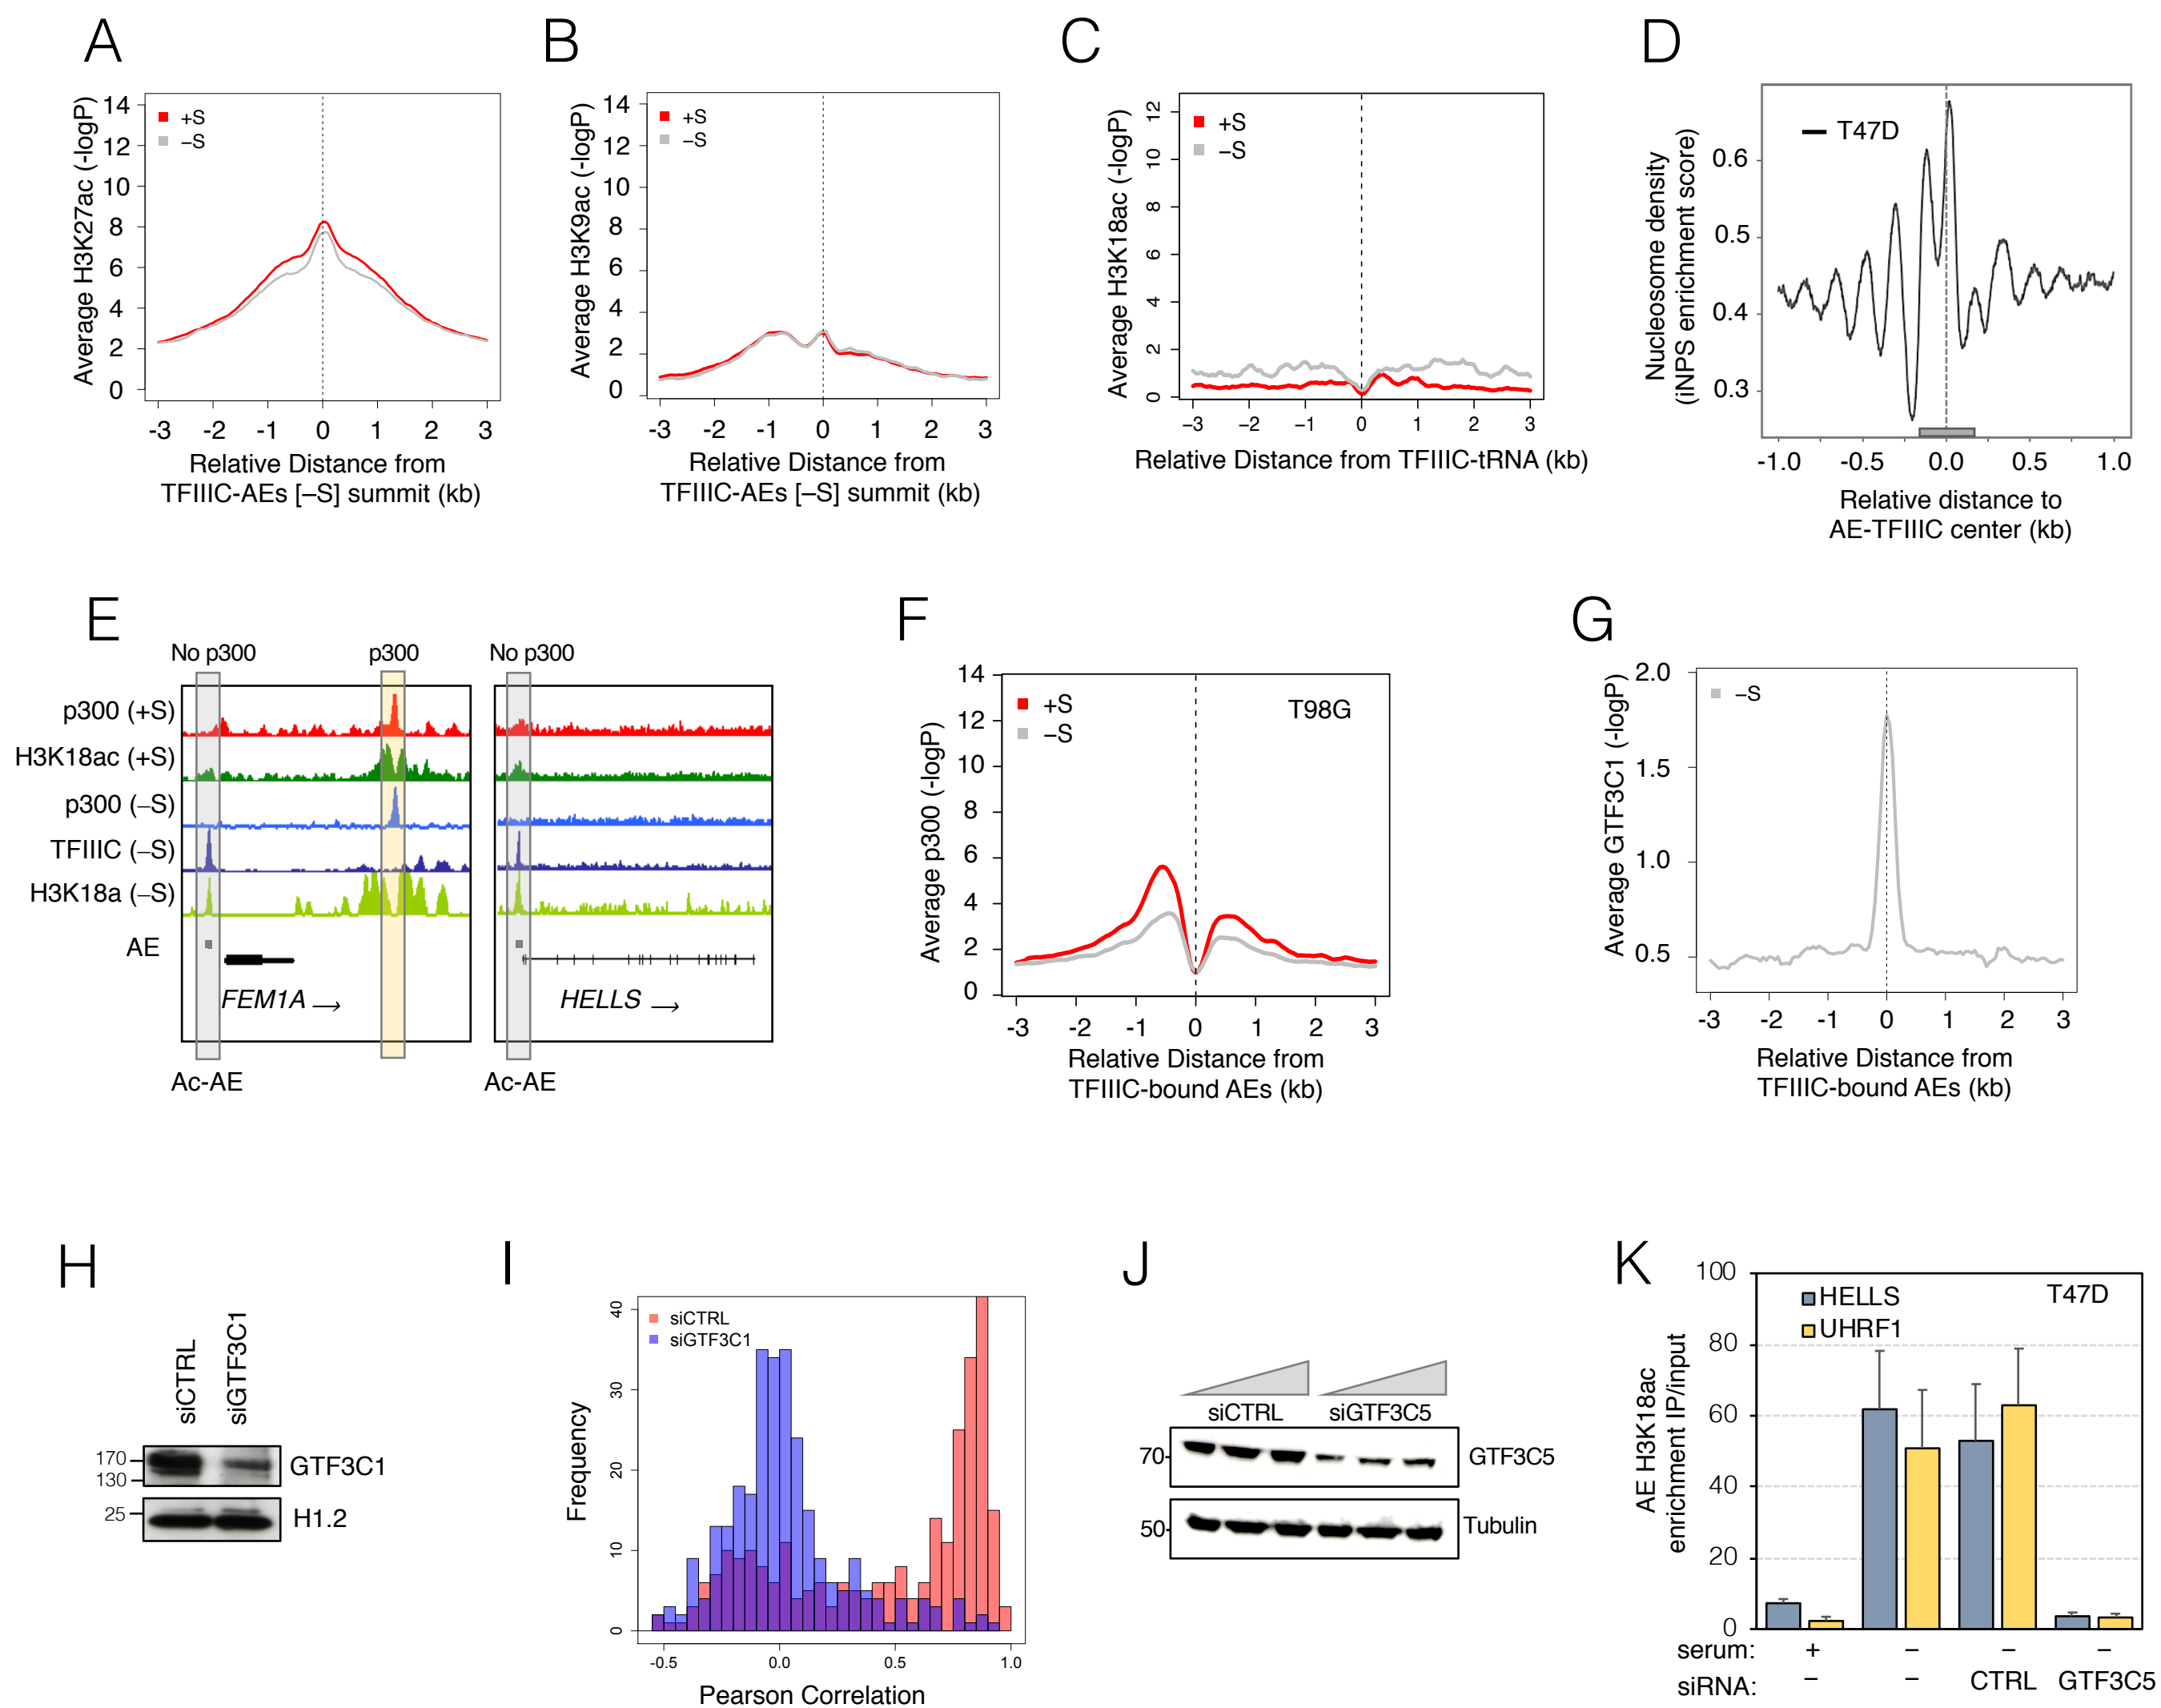 A
Average H3K27ac (-logP)
14
12
10
8
6
4
2
0
+S
–S
-3 -2 -1 0 1 2 3
Relative Distance from
TFIIIC-AEs [–S] summit (kb)
B
Average H3K9ac (-logP)
14
12
10
8
6
4
2
0
+S
–S
-3 -2 -1 0 1 2 3
Relative Distance from
TFIIIC-AEs [–S] summit (kb)
C
Average H3K18ac (-logP)
12
10
8
6
4
2
0
+S
–S
−3 −2 −1 0 1 2 3
Relative Distance from TFIIIC-tRNA (kb)
D
Nucleosome density
(iNPS enrichment score)
0.6
0.5
0.4
0.3
T47D
-1.0 -0.5 0.0 0.5 1.0
Relative distance to
AE-TFIIIC center (kb)
E
No p300 p300 No p300
p300 (+S)
H3K18ac (+S)
p300 (–S)
TFIIIC (–S)
H3K18a (–S)
AE
FEM1A → HELLS →
Ac-AE Ac-AE
F
Average p300 (-logP)
14
12
10
8
6
4
2
0
+S
–S
T98G
-3 -2 -1 0 1 2 3
Relative Distance from
TFIIIC-bound AEs (kb)
G
Average GTF3C1 (-logP)
2.0
1.5
1.0
0.5
–S
-3 -2 -1 0 1 2 3
Relative Distance from
TFIIIC-bound AEs (kb)
H
siCTRL
siGTF3C1
170
130
GTF3C1
25
H1.2
I
Frequency
40
30
20
10
0
siCTRL
siGTF3C1
-0.5 0.0 0.5 1.0
Pearson Correlation
J
siCTRL siGTF3C5
70
GTF3C5
50
Tubulin
K
AE H3K18ac
enrichment IP/input
100
80
60
40
20
0
HELLS
UHRF1
T47D
serum: + – – –
siRNA: – – CTRL GTF3C5